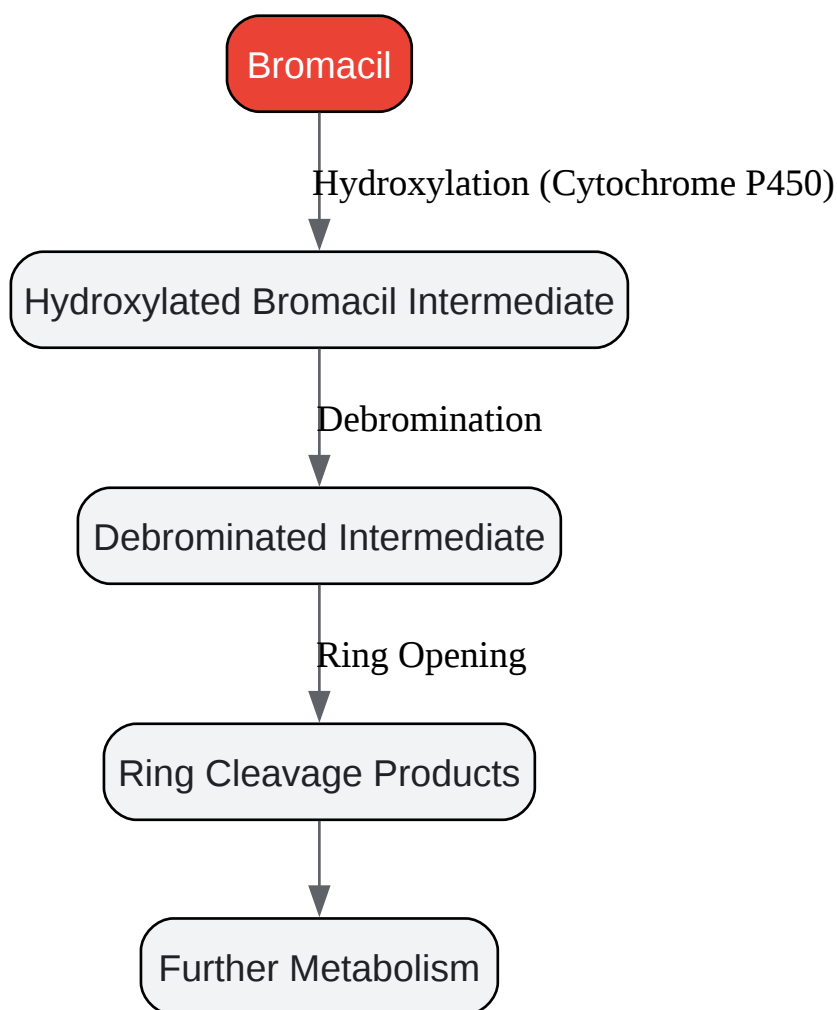 Bromacil
Hydroxylation (Cytochrome P450)
Hydroxylated Bromacil Intermediate
Debromination
Debrominated Intermediate
Ring Opening
Ring Cleavage Products
Further Metabolism